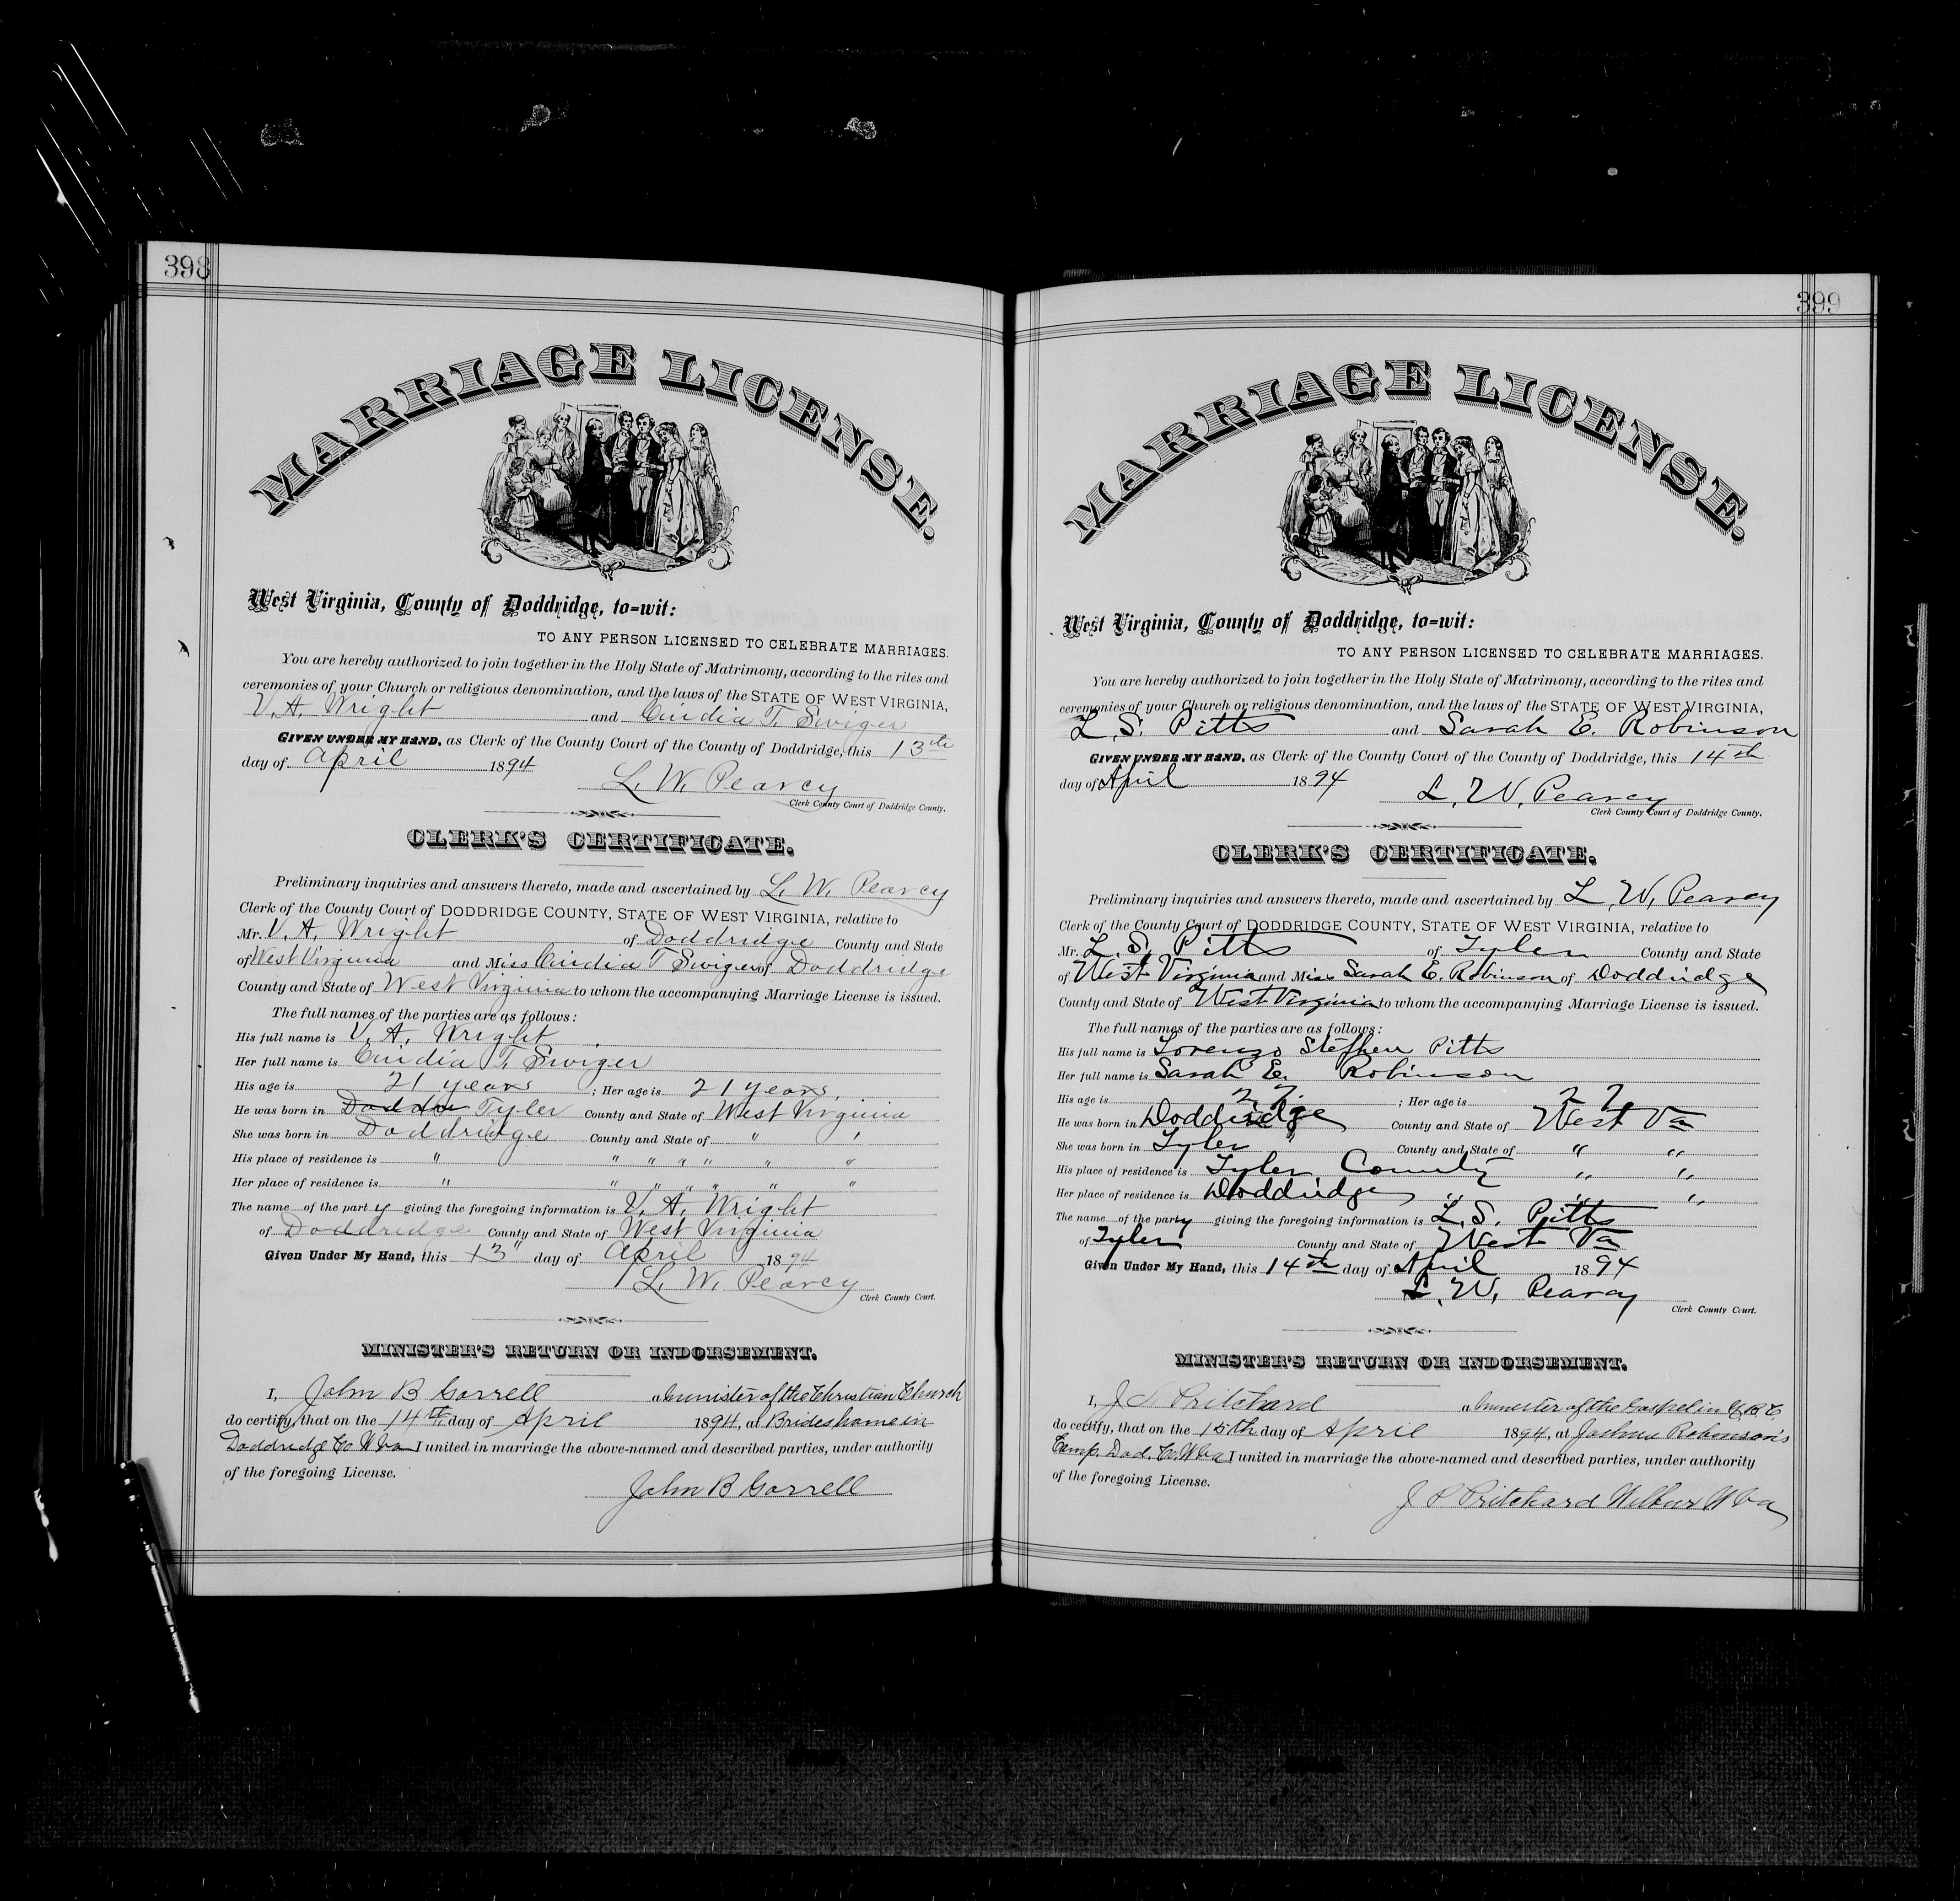 398
MARRIAGE LICENSE.
West Virginia, County of Doddridge, to=wit:
TO ANY PERSON LICENSED TO CELEBRATE MARRIAGES.
You are hereby authorized to join together in the Holy State of Matrimony, according to the rites and
ceremonies of your Church or religious denomination, and the laws of the STATE OF WEST VIRGINIA,
V. A. Wright and T. Swiger
GIVEN UNDER MY HAND, as Clerk of the County Court of the County of Doddridge, this 13th
day of April 1894
L. W. Pearcy
Clerk County Court of Doddridge County.
CLERK'S CERTIFICATE.
Preliminary inquiries and answers thereto, made and ascertained by L. W. Pearcy
Clerk of the County Court of DODDRIDGE COUNTY, STATE OF WEST VIRGINIA, relative to
Mr. V. A. Wright of Doddridge County and State
of West Virginia and Miss T Swiger of Doddridge
County and State of West Virginia to whom the accompanying Marriage License is issued.
The full names of the parties are as follows:
His full name is V. A. Wright
Her full name is T. Swiger
His age is 21 years ; Her age is 21 years,
He was born in Doddr Tyler County and State of West Virginia
She was born in Doddridge County and State of " "
His place of residence is " " " " " " "
Her place of residence is " " " " " " "
The name of the party giving the foregoing information is V. A. Wright
of Doddridge County and State of West Virginia
Given Under My Hand, this 13" day of April 1894
L. W. Pearcy
Clerk County Court.
MINISTER'S RETURN OR INDORSEMENT.
I, John B Gorrell a minister of the Christian Church
do certify, that on the 14th day of April 1894, at Brides home in
Doddridge Co W Va I united in marriage the above-named and described parties, under authority
of the foregoing License.
John B Gorrell
399
MARRIAGE LICENSE.
West Virginia, County of Doddridge, to=wit:
TO ANY PERSON LICENSED TO CELEBRATE MARRIAGES.
You are hereby authorized to join together in the Holy State of Matrimony, according to the rites and
ceremonies of your Church or religious denomination, and the laws of the STATE OF WEST VIRGINIA,
L. S. Pitts and Sarah E. Robinson
GIVEN UNDER MY HAND, as Clerk of the County Court of the County of Doddridge, this 14th
day of April 1894
L. W. Pearcy
Clerk County Court of Doddridge County.
CLERK'S CERTIFICATE.
Preliminary inquiries and answers thereto, made and ascertained by L. W. Pearcy
Clerk of the County Court of DODDRIDGE COUNTY, STATE OF WEST VIRGINIA, relative to
Mr. L. S. Pitts of Tyler County and State
of West Virginia and Miss Sarah E. Robinson of Doddridge
County and State of West Virginia to whom the accompanying Marriage License is issued.
The full names of the parties are as follows:
His full name is Lorenzo Stephen Pitts
Her full name is Sarah E. Robinson
His age is 27. ; Her age is 27.
He was born in Doddridge County and State of West Va
She was born in Tyler " County and State of " "
His place of residence is Tyler County " "
Her place of residence is Doddridge " " "
The name of the party giving the foregoing information is L. S. Pitts
of Tyler County and State of West Va
Given Under My Hand, this 14th day of April 1894
L. W. Pearcy
Clerk County Court.
MINISTER'S RETURN OR INDORSEMENT.
I, Pritchard a minister of the Gospel in U. B. C
do certify, that on the 15th day of April 1894, at Joshua Robinson's
Camp. Dod. Co. W Va I united in marriage the above-named and described parties, under authority
of the foregoing License.
Pritchard Wilbur W Va